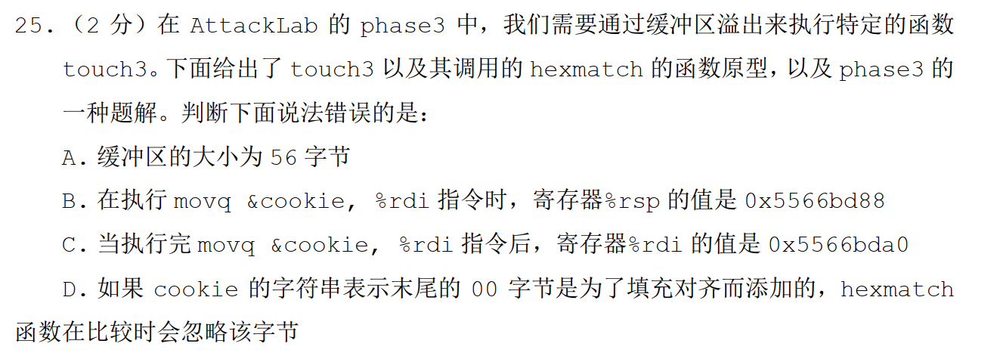 25.（2 分）在 AttackLab 的 phase3 中，我们需要通过缓冲区溢出来执行特定的函数
touch3。下面给出了 touch3 以及其调用的 hexmatch 的函数原型，以及 phase3 的
一种题解。判断下面说法错误的是：
A. 缓冲区的大小为 56 字节
B. 在执行 movq &cookie, %rdi 指令时，寄存器%rsp 的值是 0x5566bd88
C. 当执行完 movq &cookie, %rdi 指令后，寄存器%rdi 的值是 0x5566bda0
D. 如果 cookie 的字符串表示末尾的 00 字节是为了填充对齐而添加的，hexmatch
函数在比较时会忽略该字节